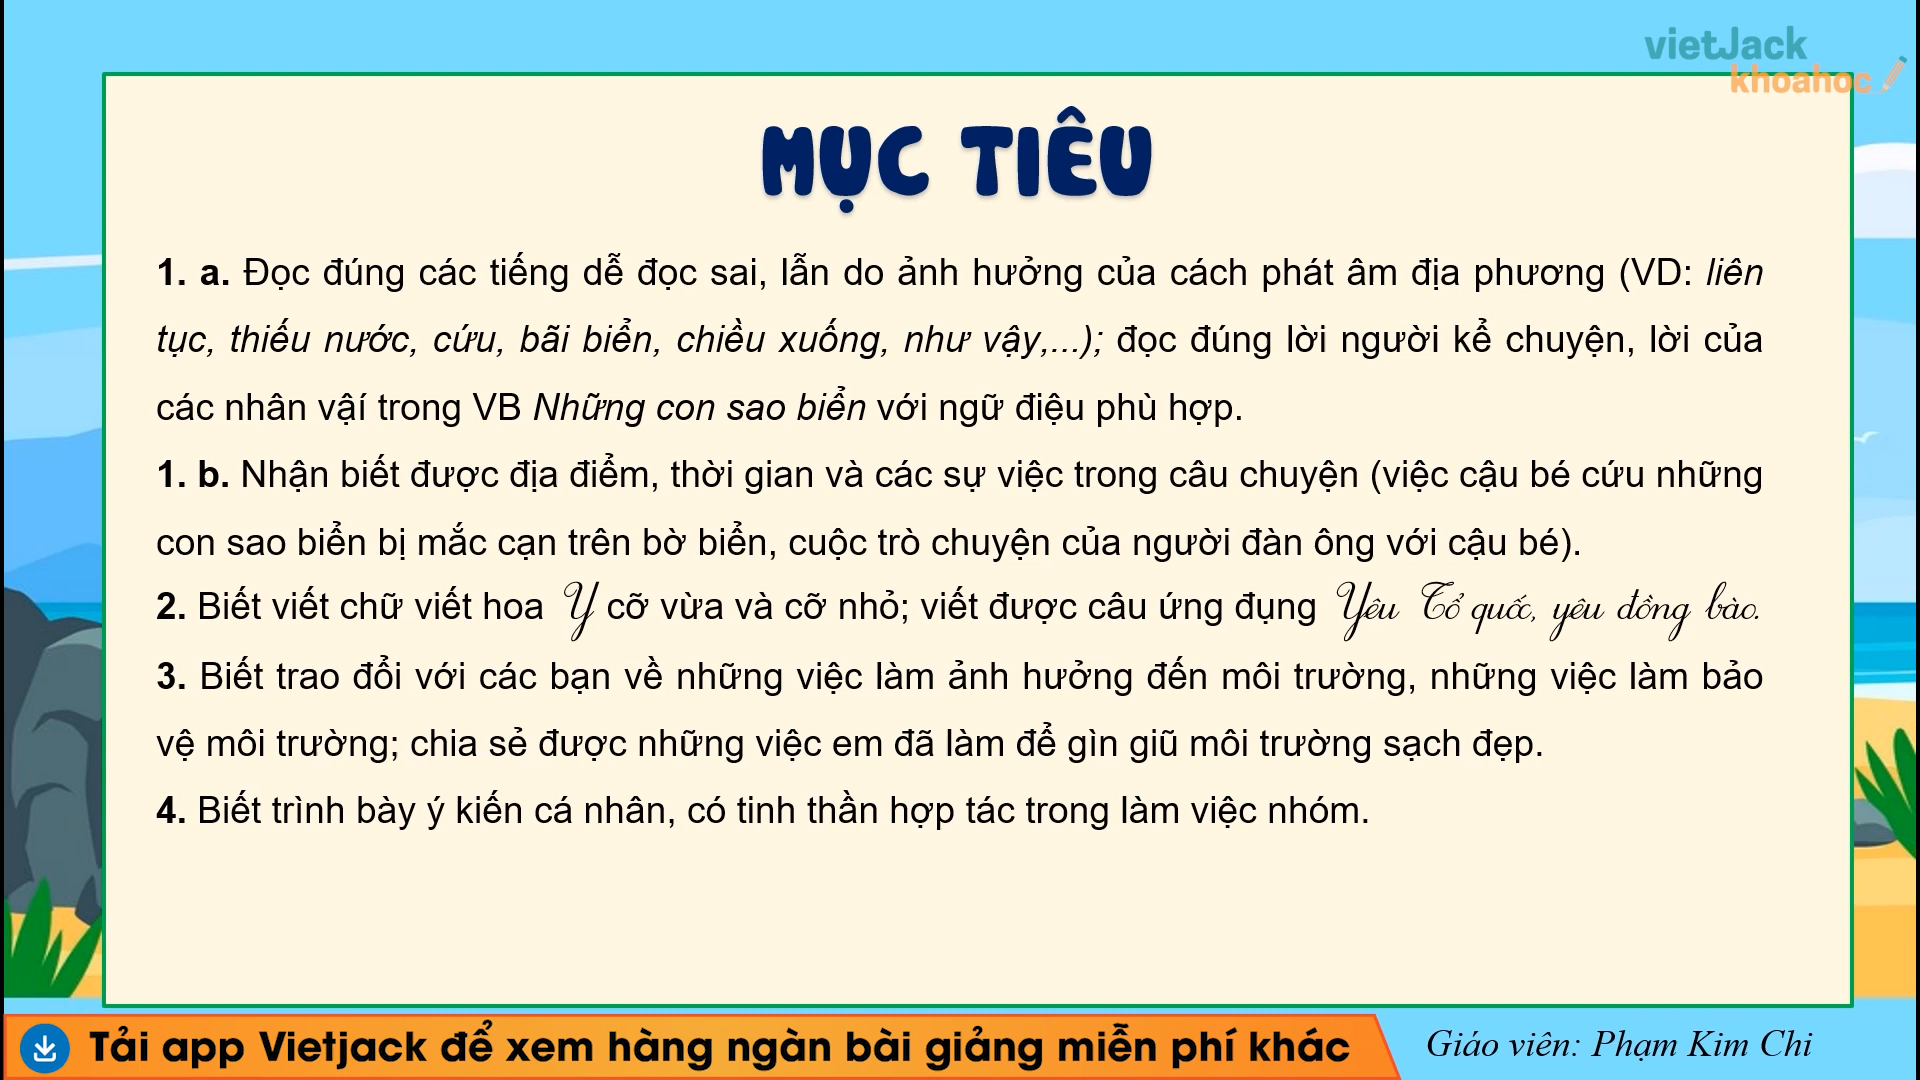 vietJack
khoahoc
MỤC TIÊU
1. a. Đọc đúng các tiếng dễ đọc sai, lẫn do ảnh hưởng của cách phát âm địa phương (VD: liên
tục, thiếu nước, cứu, bãi biển, chiều xuống, như vậy,...); đọc đúng lời người kể chuyện, lời của
các nhân vậí trong VB Những con sao biển với ngữ điệu phù hợp.
1. b. Nhận biết được địa điểm, thời gian và các sự việc trong câu chuyện (việc cậu bé cứu những
con sao biển bị mắc cạn trên bờ biển, cuộc trò chuyện của người đàn ông với cậu bé).
2. Biết viết chữ viết hoa Y cỡ vừa và cỡ nhỏ; viết được câu ứng đụng Yêu Tổ quốc, yêu đồng bào.
3. Biết trao đổi với các bạn về những việc làm ảnh hưởng đến môi trường, những việc làm bảo
vệ môi trường; chia sẻ được những việc em đã làm để gìn giũ môi trường sạch đẹp.
4. Biết trình bày ý kiến cá nhân, có tinh thần hợp tác trong làm việc nhóm.
Tải app Vietjack để xem hàng ngàn bài giảng miễn phí khác
Giáo viên: Phạm Kim Chi